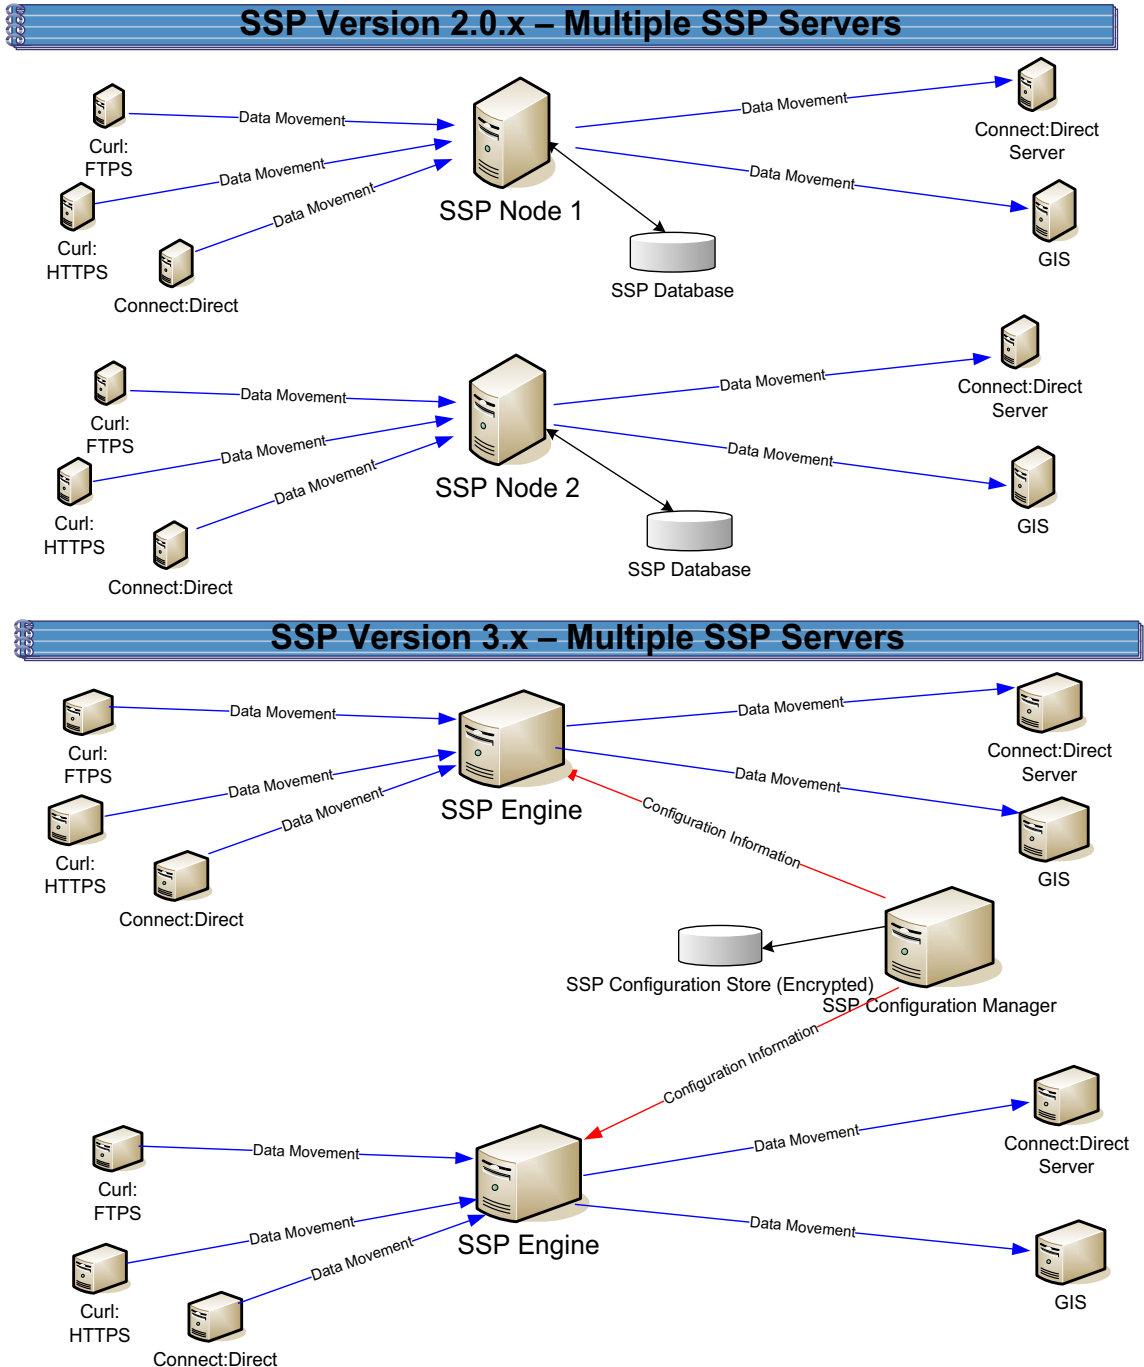 SSP Version 2.0.x – Multiple SSP Servers
Curl:
FTPS
Data Movement
Curl:
HTTPS
Data Movement
Connect:Direct
Data Movement
SSP Node 1
SSP Database
Data Movement
Connect:Direct
Server
Data Movement
GIS
Curl:
FTPS
Data Movement
Curl:
HTTPS
Data Movement
Connect:Direct
Data Movement
SSP Node 2
SSP Database
Data Movement
Connect:Direct
Server
Data Movement
GIS
SSP Version 3.x – Multiple SSP Servers
Curl:
FTPS
Data Movement
Curl:
HTTPS
Data Movement
Connect:Direct
Data Movement
SSP Engine
Data Movement
Connect:Direct
Server
Data Movement
GIS
Configuration Information
SSP Configuration Store (Encrypted)
SSP Configuration Manager
Configuration Information
Curl:
FTPS
Data Movement
Curl:
HTTPS
Data Movement
Connect:Direct
Data Movement
SSP Engine
Data Movement
Connect:Direct
Server
Data Movement
GIS